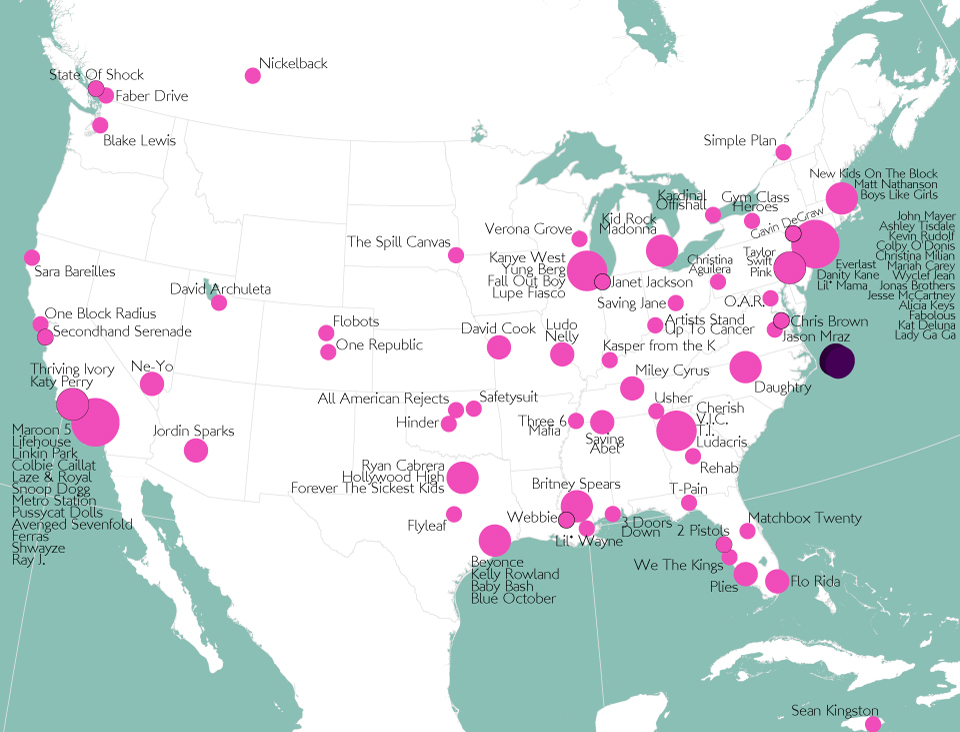 Nickelback
State Of Shock
Faber Drive
Blake Lewis
Simple Plan
New Kids On The Block
Matt Nathanson
Boys Like Girls
Kardinal
Offishall
Gym Class
Heroes
Gavin DeGraw
Kid Rock
Madonna
Verona Grove
The Spill Canvas
Kanye West
Yung Berg
Fall Out Boy
Lupe Fiasco
Janet Jackson
Christina
Aguilera
Taylor
Swift
Pink
John Mayer
Ashley Tisdale
Kevin Rudolf
Colby O'Donis
Christina Milian
Everlast
Mariah Carey
Danity Kane
Wyclef Jean
Lil' Mama
Jonas Brothers
Jesse McCartney
Alicia Keys
Fabolous
Kat Deluna
Lady Ga Ga
Sara Bareilles
David Archuleta
Saving Jane
O.A.R.
One Block Radius
Secondhand Serenade
Flobots
One Republic
David Cook
Ludo
Nelly
Artists Stand
Up To Cancer
Chris Brown
Jason Mraz
Kasper from the K
Thriving Ivory
Katy Perry
Ne-Yo
Miley Cyrus
Daughtry
All American Rejects
Safetysuit
Hinder
Three 6
Mafia
Saving
Abel
Usher
Cherish
V.I.C.
T.I.
Ludacris
Rehab
Maroon 5
Lifehouse
Linkin Park
Colbie Caillat
Laze & Royal
Snoop Dogg
Metro Station
Pussycat Dolls
Avenged Sevenfold
Ferras
Shwayze
Ray J.
Jordin Sparks
Ryan Cabrera
Hollywood High
Forever The Sickest Kids
Flyleaf
Britney Spears
Webbie
Lil' Wayne
3 Doors
Down
T-Pain
2 Pistols
Matchbox Twenty
We The Kings
Plies
Flo Rida
Beyonce
Kelly Rowland
Baby Bash
Blue October
Sean Kingston